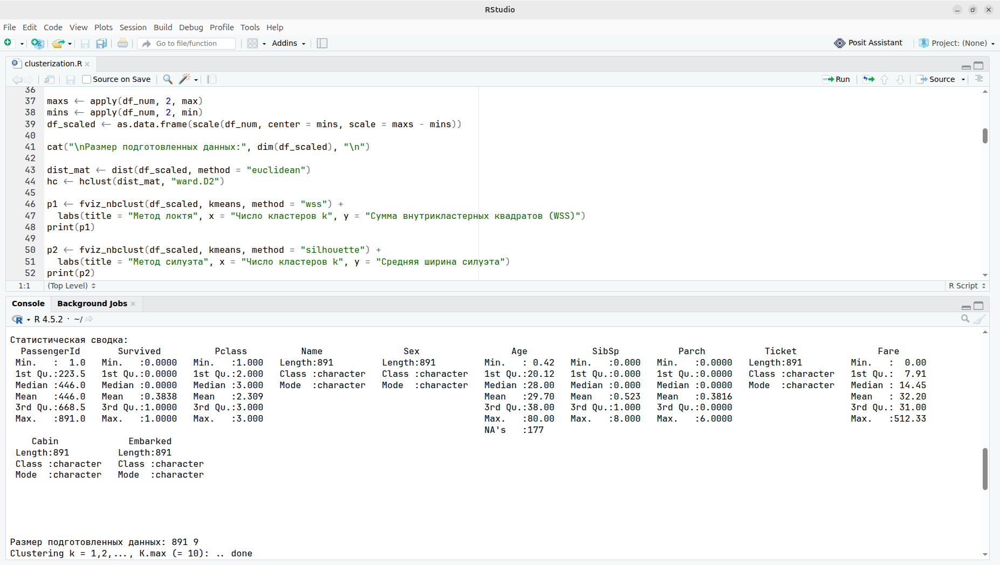 RStudio
File Edit Code View Plots Session Build Debug Profile Tools Help
Go to file/function Addins Posit Assistant Project: (None)
clusterization.R
Source on Save Run Source
36
37 maxs <- apply(df_num, 2, max)
38 mins <- apply(df_num, 2, min)
39 df_scaled <- as.data.frame(scale(df_num, center = mins, scale = maxs - mins))
40
41 cat("\nРазмер подготовленных данных:", dim(df_scaled), "\n")
42
43 dist_mat <- dist(df_scaled, method = "euclidean")
44 hc <- hclust(dist_mat, "ward.D2")
45
46 p1 <- fviz_nbclust(df_scaled, kmeans, method = "wss") +
47 labs(title = "Метод локтя", x = "Число кластеров k", y = "Сумма внутрикластерных квадратов (WSS)")
48 print(p1)
49
50 p2 <- fviz_nbclust(df_scaled, kmeans, method = "silhouette") +
51 labs(title = "Метод силуэта", x = "Число кластеров k", y = "Средняя ширина силуэта")
52 print(p2)
1:1 (Top Level) R Script
Console Background Jobs
R 4.5.2 · ~/
Статистическая сводка:
PassengerId Survived Pclass Name Sex Age SibSp Parch Ticket Fare
Min. : 1.0 Min. :0.0000 Min. :1.000 Length:891 Length:891 Min. : 0.42 Min. :0.000 Min. :0.0000 Length:891 Min. : 0.00
1st Qu.:223.5 1st Qu.:0.0000 1st Qu.:2.000 Class :character Class :character 1st Qu.:20.12 1st Qu.:0.000 1st Qu.:0.0000 Class :character 1st Qu.: 7.91
Median :446.0 Median :0.0000 Median :3.000 Mode :character Mode :character Median :28.00 Median :0.000 Median :0.0000 Mode :character Median : 14.45
Mean :446.0 Mean :0.3838 Mean :2.309 Mean :29.70 Mean :0.523 Mean :0.3816 Mean : 32.20
3rd Qu.:668.5 3rd Qu.:1.0000 3rd Qu.:3.000 3rd Qu.:38.00 3rd Qu.:1.000 3rd Qu.:0.0000 3rd Qu.: 31.00
Max. :891.0 Max. :1.0000 Max. :3.000 Max. :80.00 Max. :8.000 Max. :6.0000 Max. :512.33
NA's :177
Cabin Embarked
Length:891 Length:891
Class :character Class :character
Mode :character Mode :character
Размер подготовленных данных: 891 9
Clustering k = 1,2,..., K.max (= 10): .. done